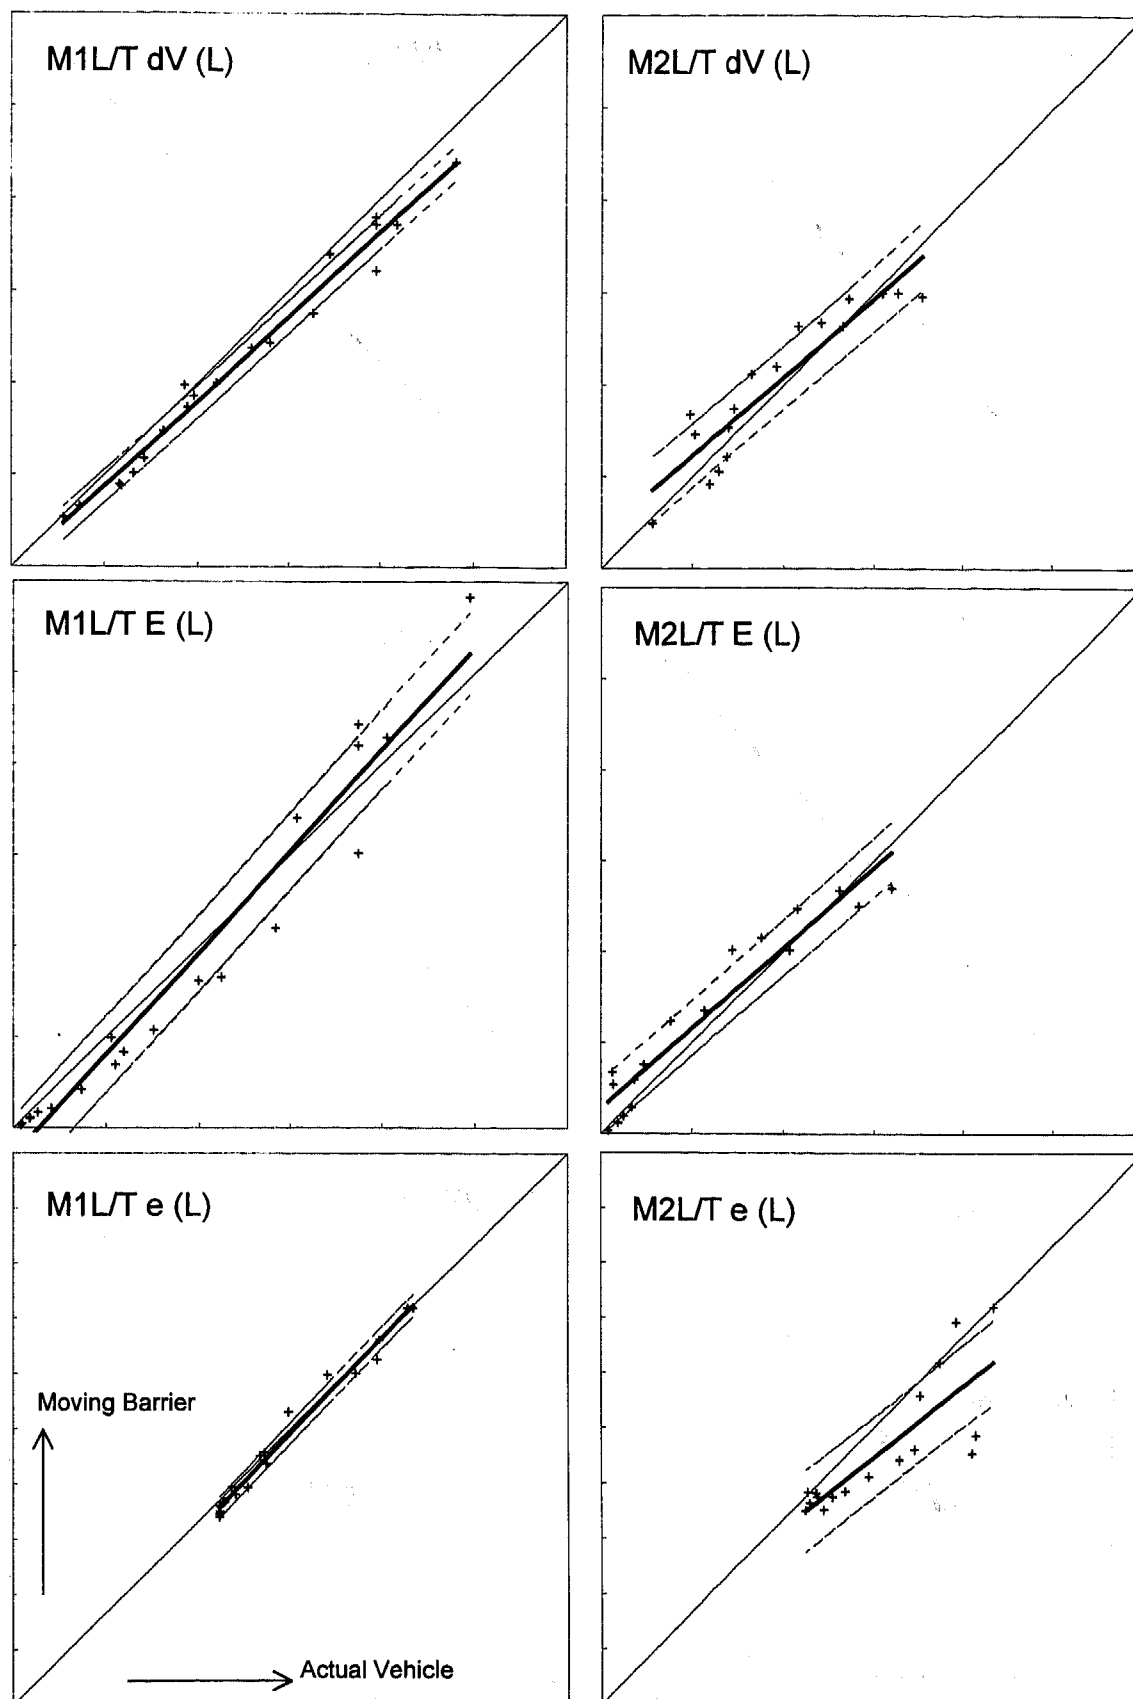 M1L/T dV (L)
M2L/T dV (L)
M1L/T E (L)
M2L/T E (L)
M1L/T e (L)
M2L/T e (L)
Moving Barrier
Actual Vehicle